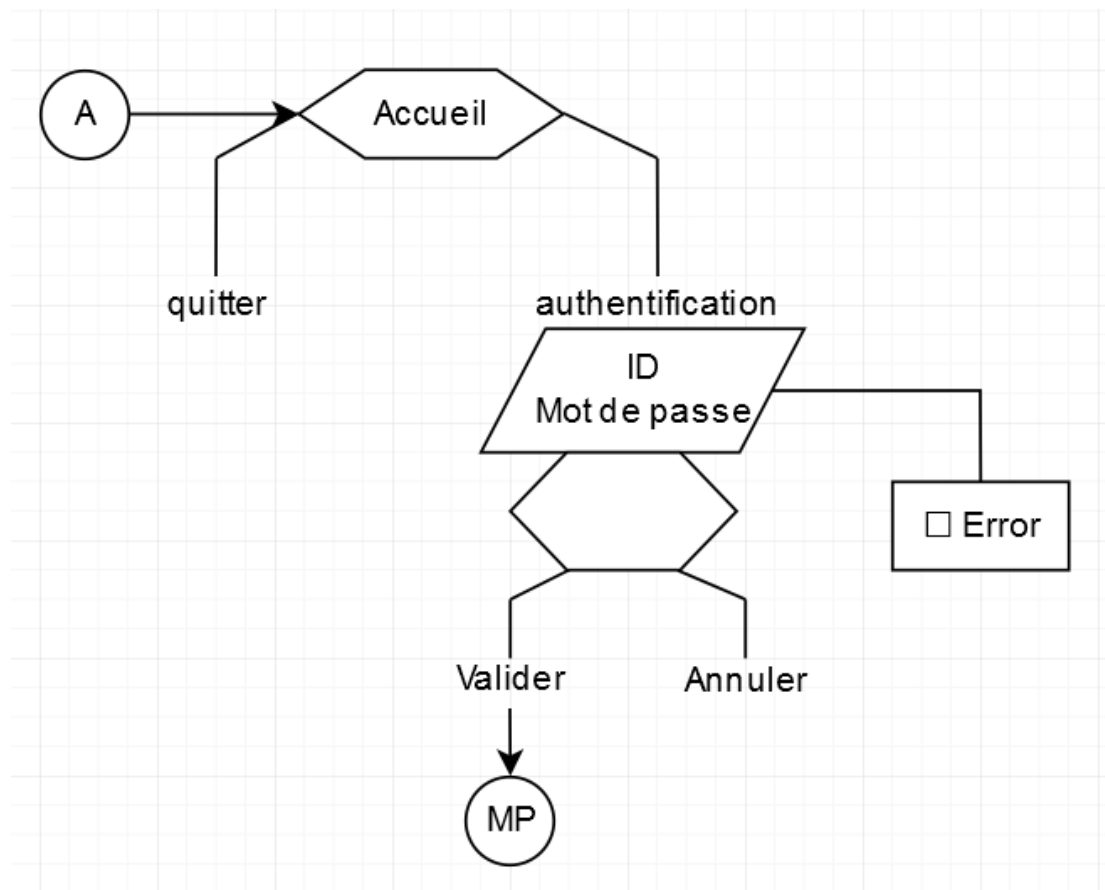 A
Accueil
quitter
authentification
ID
Mot de passe
□ Error
Valider
Annuler
MP